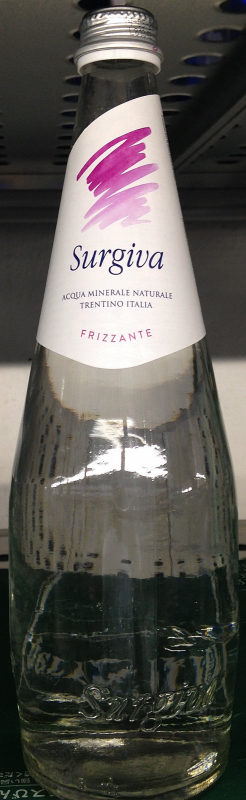 Surgiva
ACQUA MINERALE NATURALE
TRENTINO ITALIA
FRIZZANTE
Surgiva